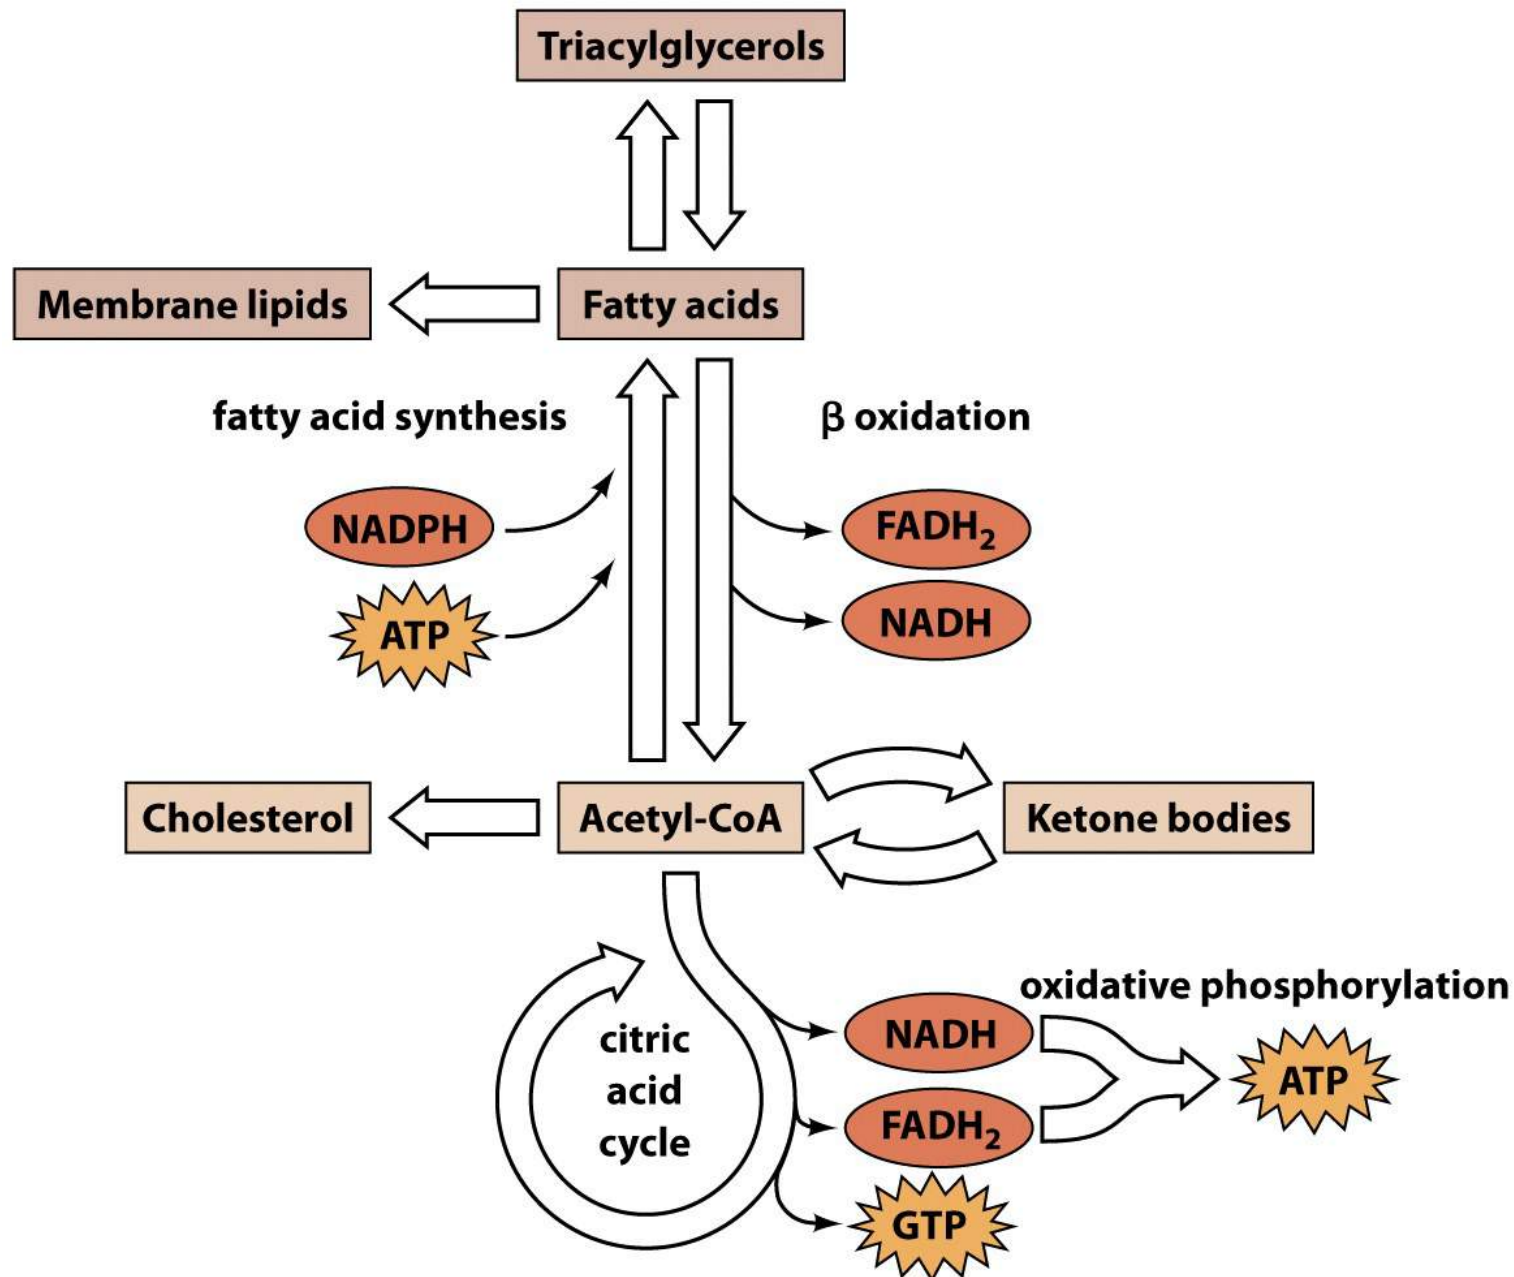 Triacylglycerols
Membrane lipids
Fatty acids
fatty acid synthesis
β oxidation
NADPH
FADH₂
ATP
NADH
Cholesterol
Acetyl-CoA
Ketone bodies
citric
acid
cycle
oxidative phosphorylation
NADH
ATP
FADH₂
GTP